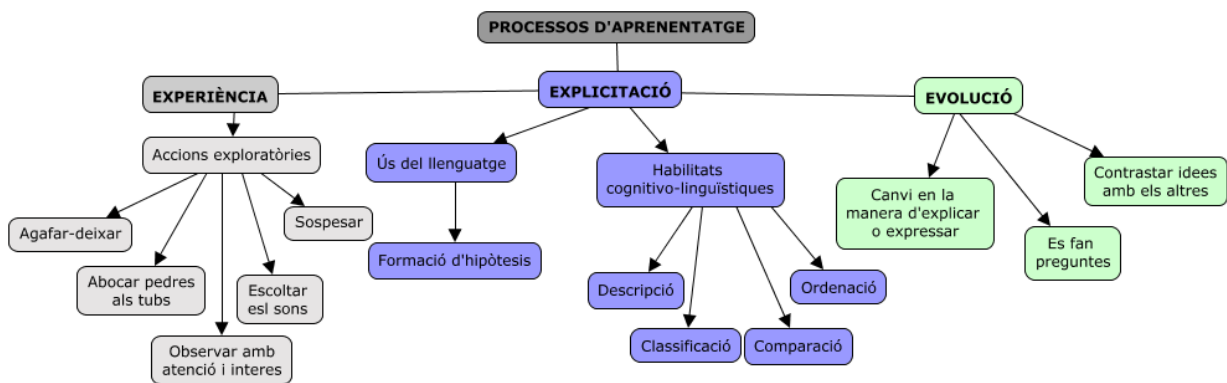 PROCESSOS D'APRENENTATGE
EXPERIÈNCIA
EXPLICITACIÓ
EVOLUCIÓ
Accions exploratòries
Agafar-deixar
Abocar pedres
als tubs
Observar amb
atenció i interes
Escoltar
esl sons
Sospesar
Ús del llenguatge
Formació d'hipòtesis
Habilitats
cognitivo-linguïstiques
Descripció
Classificació
Comparació
Ordenació
Canvi en la
manera d'explicar
o expressar
Es fan
preguntes
Contrastar idees
amb els altres